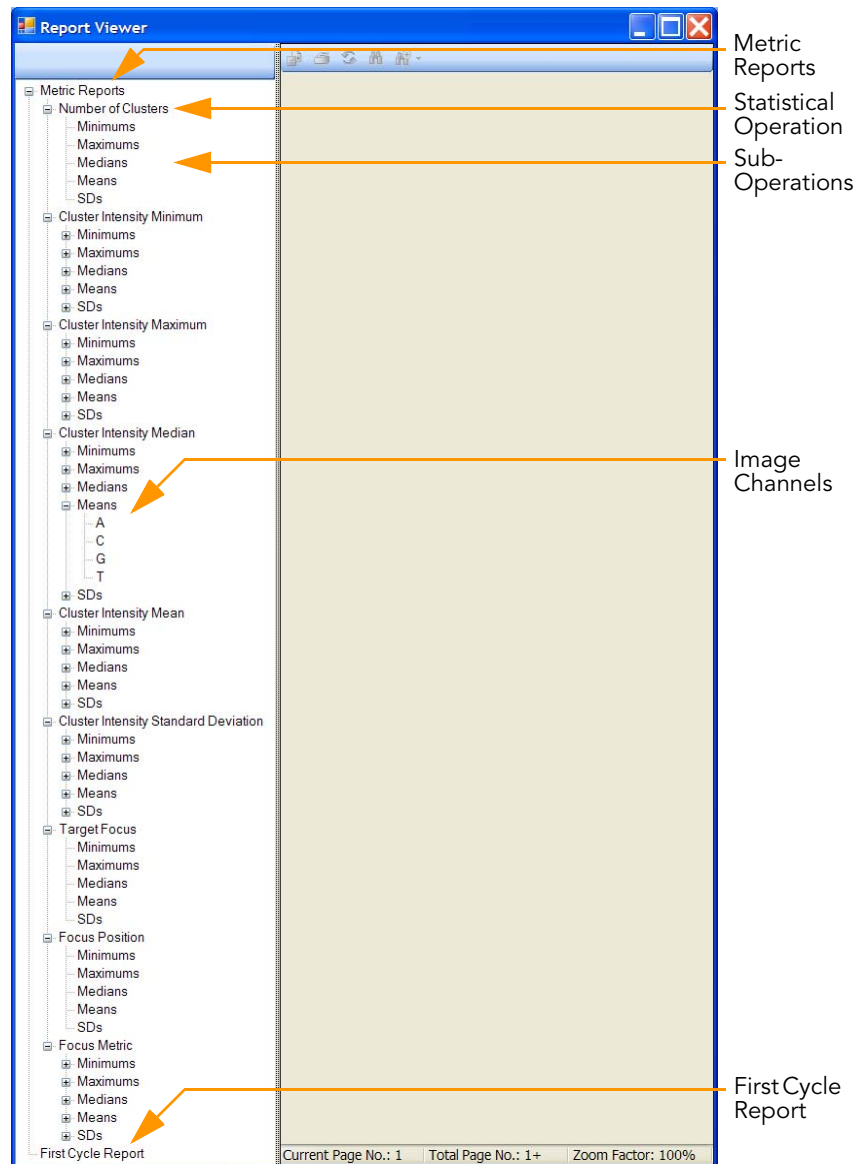 Report Viewer
Metric Reports
Number of Clusters
Minimums
Maximums
Medians
Means
SDs
Cluster Intensity Minimum
Minimums
Maximums
Medians
Means
SDs
Cluster Intensity Maximum
Minimums
Maximums
Medians
Means
SDs
Cluster Intensity Median
Minimums
Maximums
Medians
Means
A
C
G
T
SDs
Cluster Intensity Mean
Minimums
Maximums
Medians
Means
SDs
Cluster Intensity Standard Deviation
Minimums
Maximums
Medians
Means
SDs
Target Focus
Minimums
Maximums
Medians
Means
SDs
Focus Position
Minimums
Maximums
Medians
Means
SDs
Focus Metric
Minimums
Maximums
Medians
Means
SDs
First Cycle Report
Current Page No.: 1 Total Page No.: 1+ Zoom Factor: 100%
Metric
Reports
Statistical
Operation
Sub-
Operations
Image
Channels
First Cycle
Report